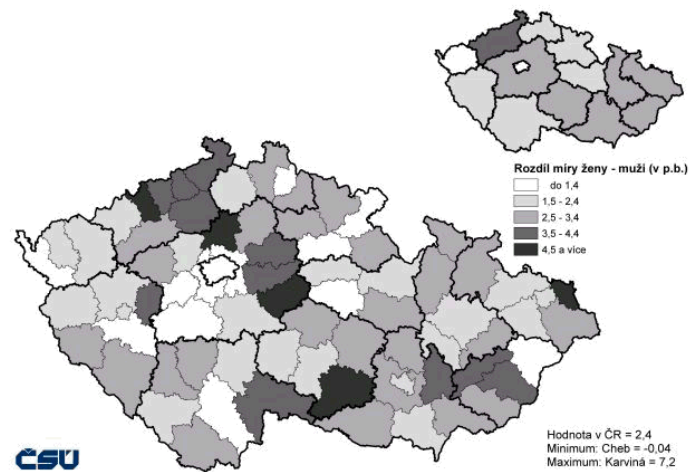 Rozdíl míry ženy - muži (v p.b.)
do 1,4
1,5 - 2,4
2,5 - 3,4
3,5 - 4,4
4,5 a více
Hodnota v ČR = 2,4
Minimum: Cheb = -0,04
Maximum: Karviná = 7,2
ČSÚ